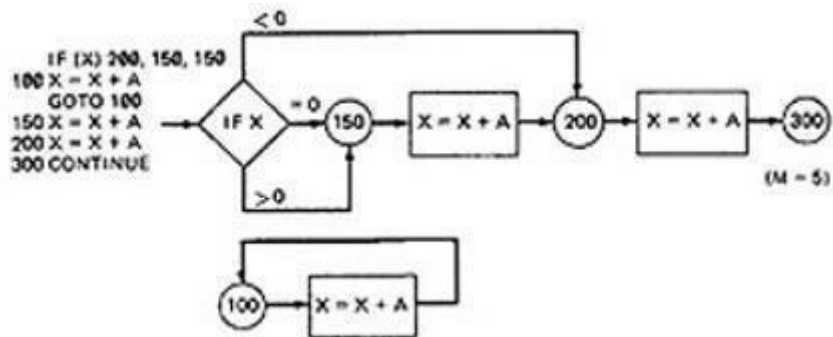 IF (X) 200, 150, 150
100 X = X + A
GOTO 100
150 X = X + A
200 X = X + A
300 CONTINUE
< 0
IF X
= 0
150
X = X + A
200
X = X + A
300
> 0
(M = 5)
100
X = X + A